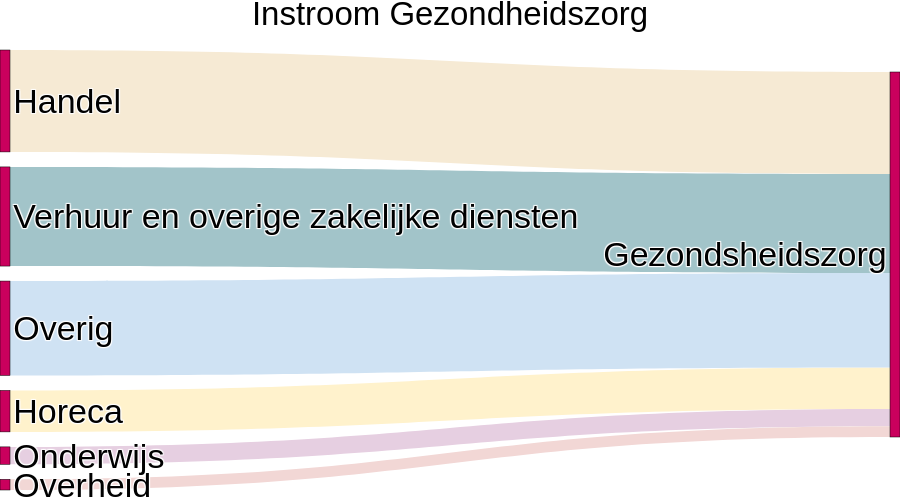 Instroom Gezondheidszorg
Handel
Verhuur en overige zakelijke diensten
Gezondsheidszorg
Overig
Horeca
Onderwijs
Overheid